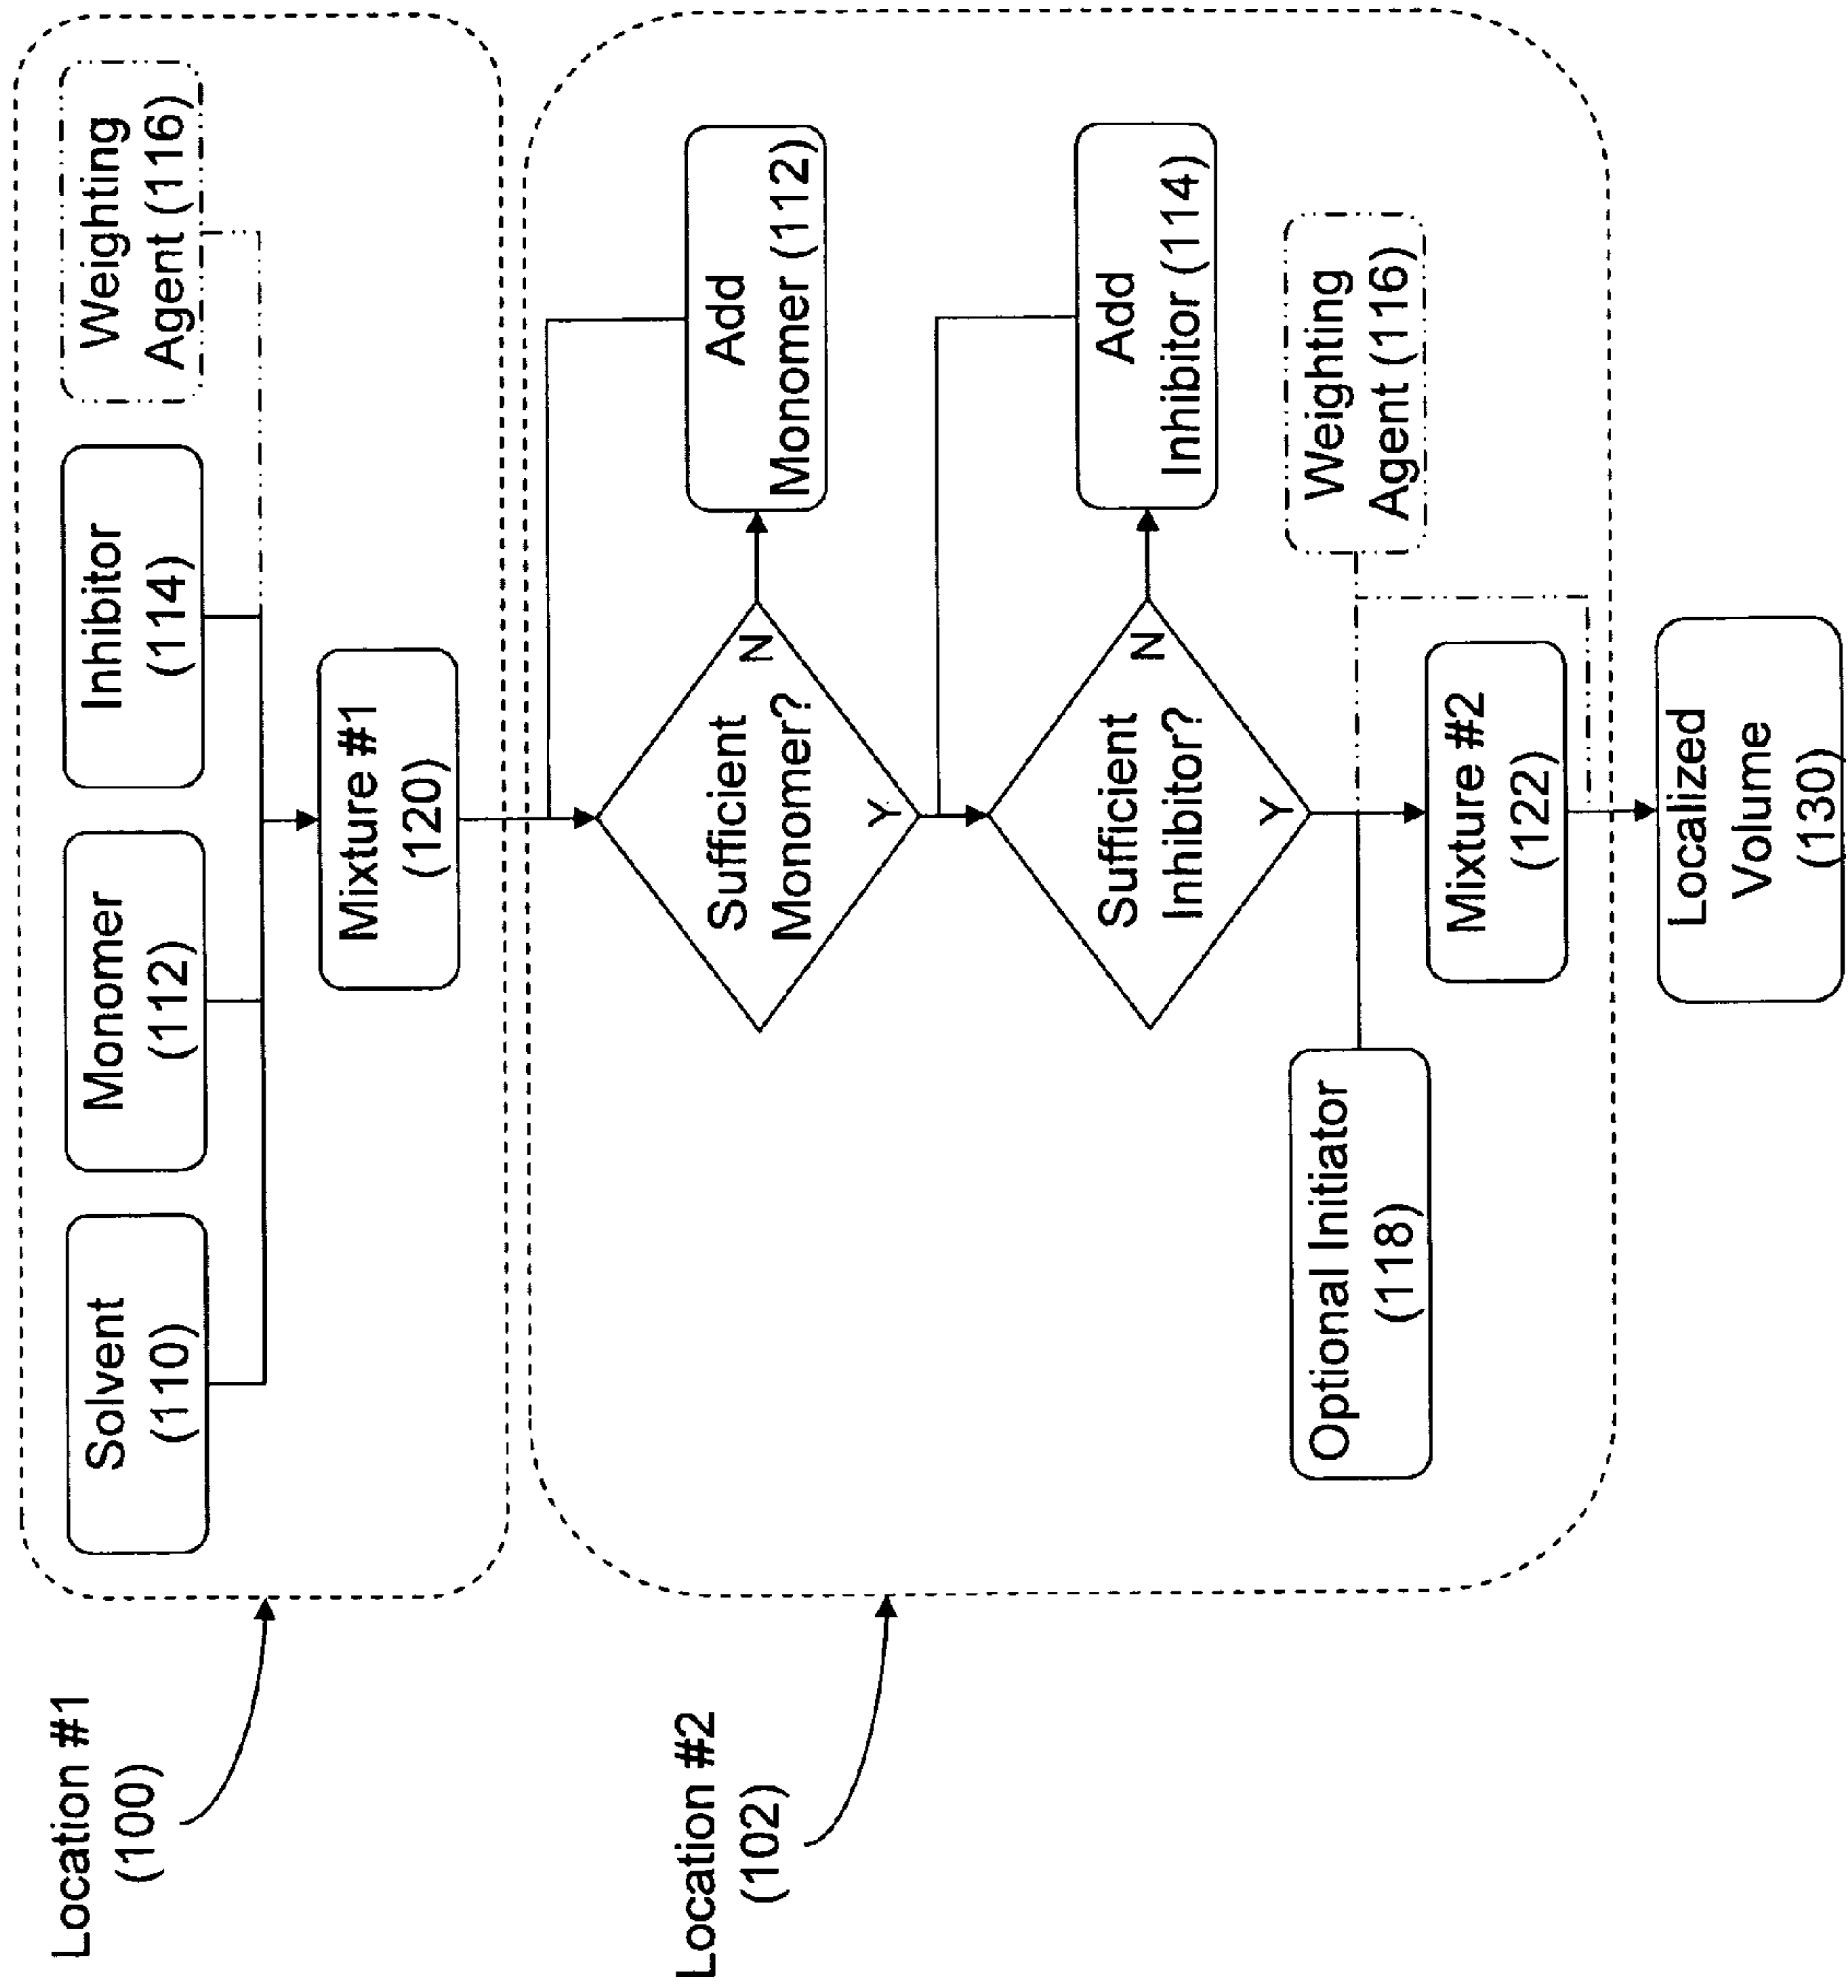 Location #1
(100)
Solvent
(110)
Monomer
(112)
Inhibitor
(114)
Weighting
Agent (116)
Mixture #1
(120)
Location #2
(102)
Sufficient
Monomer?
N
Y
Add
Monomer (112)
Sufficient
Inhibitor?
N
Y
Add
Inhibitor (114)
Optional Initiator
(118)
Weighting
Agent (116)
Mixture #2
(122)
Localized
Volume
(130)